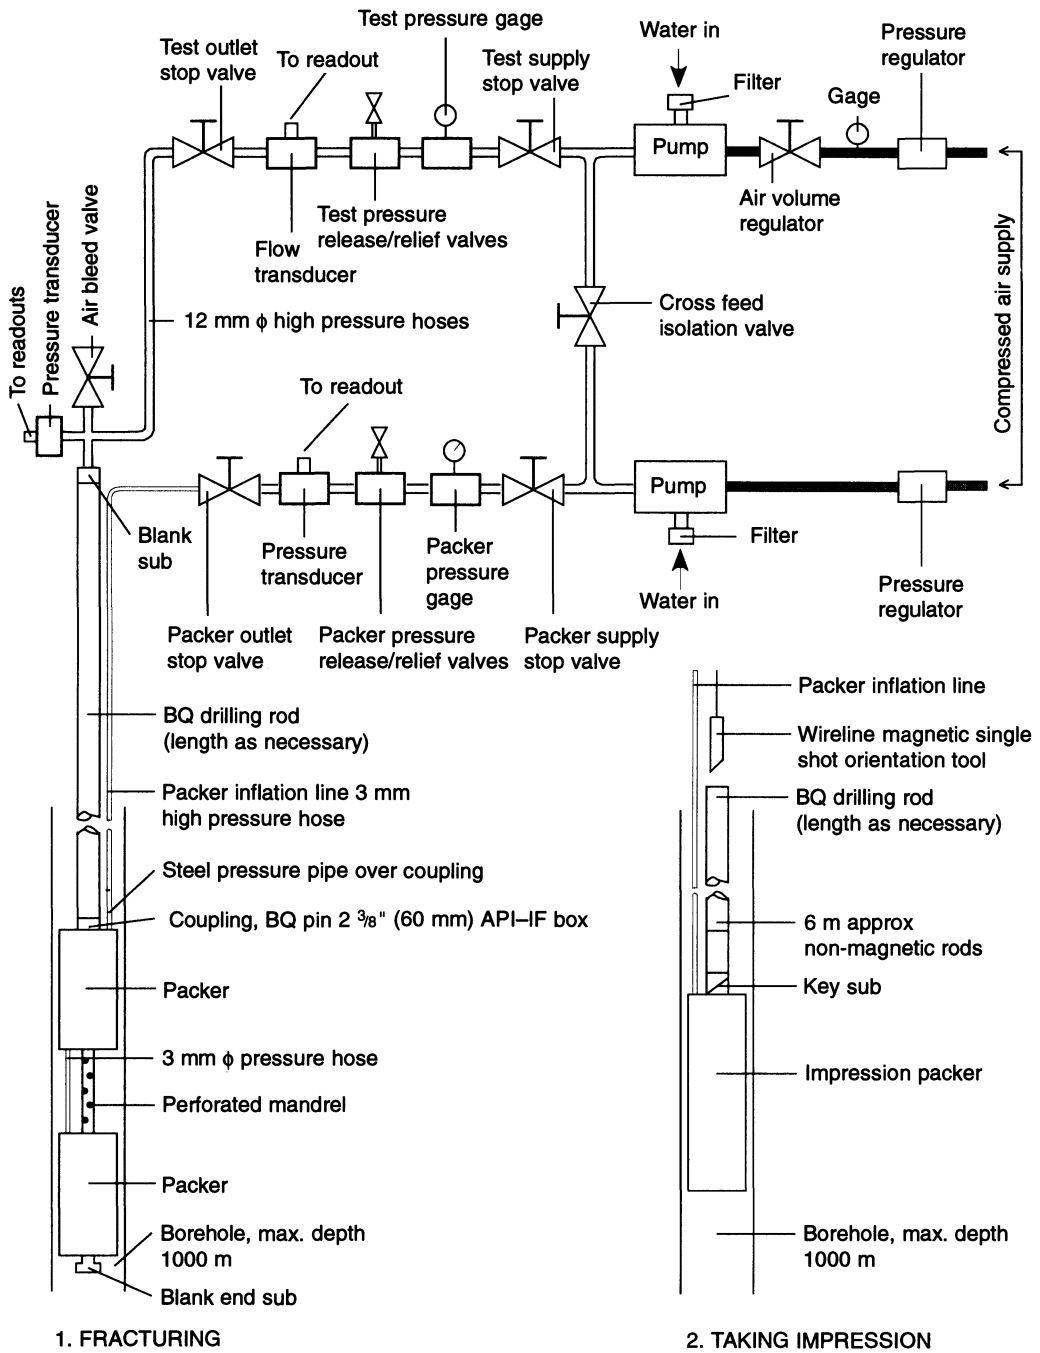 Test pressure gage
Test outlet
stop valve
To readout
Test supply
stop valve
Water in
Filter
Gage
Pressure
regulator
Pump
Air volume
regulator
Test pressure
release/relief valves
Flow
transducer
Compressed air supply
Cross feed
isolation valve
12 mm ϕ high pressure hoses
To readouts
Pressure transducer
Air bleed valve
To readout
Pump
Blank
sub
Pressure
transducer
Packer
pressure
gage
Filter
Water in
Pressure
regulator
Packer outlet
stop valve
Packer pressure
release/relief valves
Packer supply
stop valve
BQ drilling rod
(length as necessary)
Packer inflation line 3 mm
high pressure hose
Steel pressure pipe over coupling
Coupling, BQ pin 2 3/8" (60 mm) API–IF box
Packer
3 mm ϕ pressure hose
Perforated mandrel
Packer
Borehole, max. depth
1000 m
Blank end sub
1. FRACTURING
Packer inflation line
Wireline magnetic single
shot orientation tool
BQ drilling rod
(length as necessary)
6 m approx
non-magnetic rods
Key sub
Impression packer
Borehole, max. depth
1000 m
2. TAKING IMPRESSION